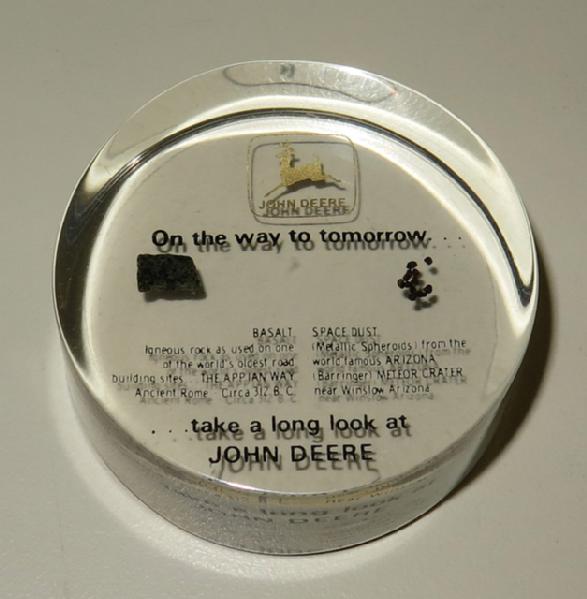 JOHN DEERE
On the way to tomorrow. . .
BASALT
Igneous rock as used on one
of the world's oldest road
building sites. THE APPIAN WAY
Ancient Rome Circa 312 B.C.
SPACE DUST
(Metallic Spheroids) from the
world famous ARIZONA
(Barringer) METEOR CRATER
near Winslow Arizona
. . .take a long look at
JOHN DEERE